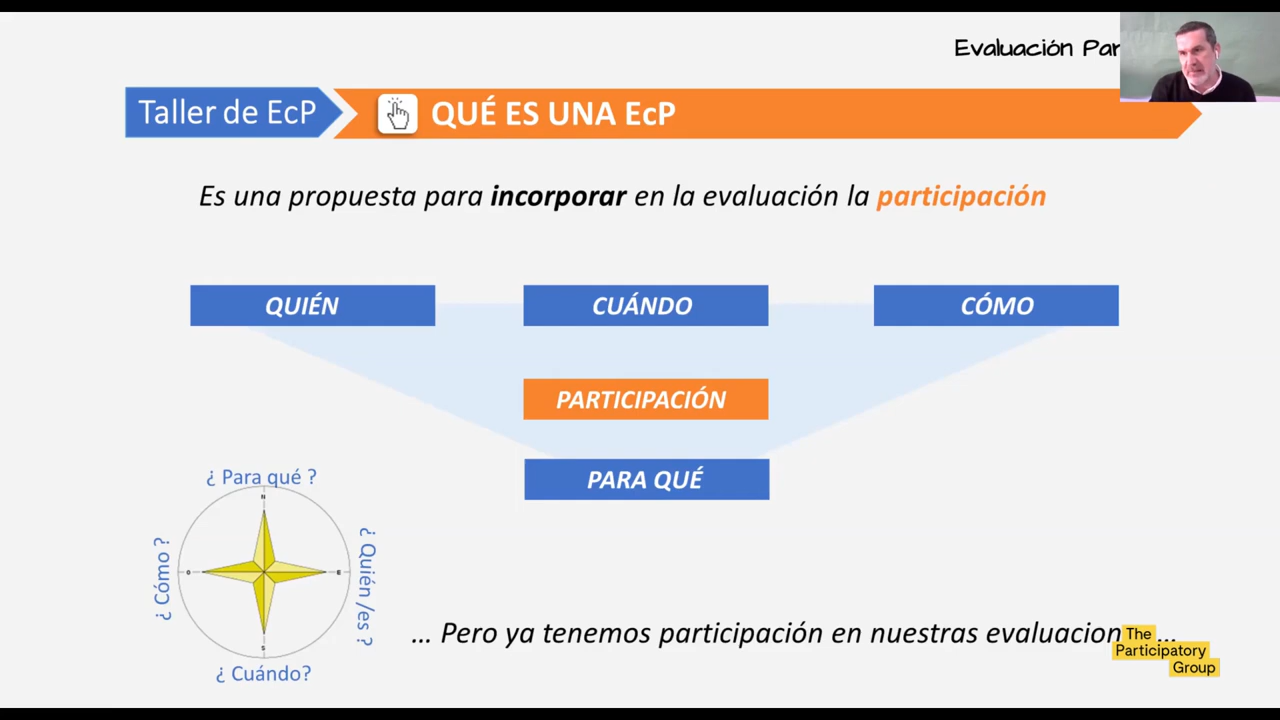 Evaluación Par
Taller de EcP
QUÉ ES UNA EcP
Es una propuesta para incorporar en la evaluación la participación
QUIÉN
CUÁNDO
CÓMO
PARTICIPACIÓN
PARA QUÉ
¿ Para qué ?
N
¿ Cómo ?
O
E
¿ Quién /es ?
S
¿ Cuándo?
... Pero ya tenemos participación en nuestras evaluacion ...
The
Participatory
Group